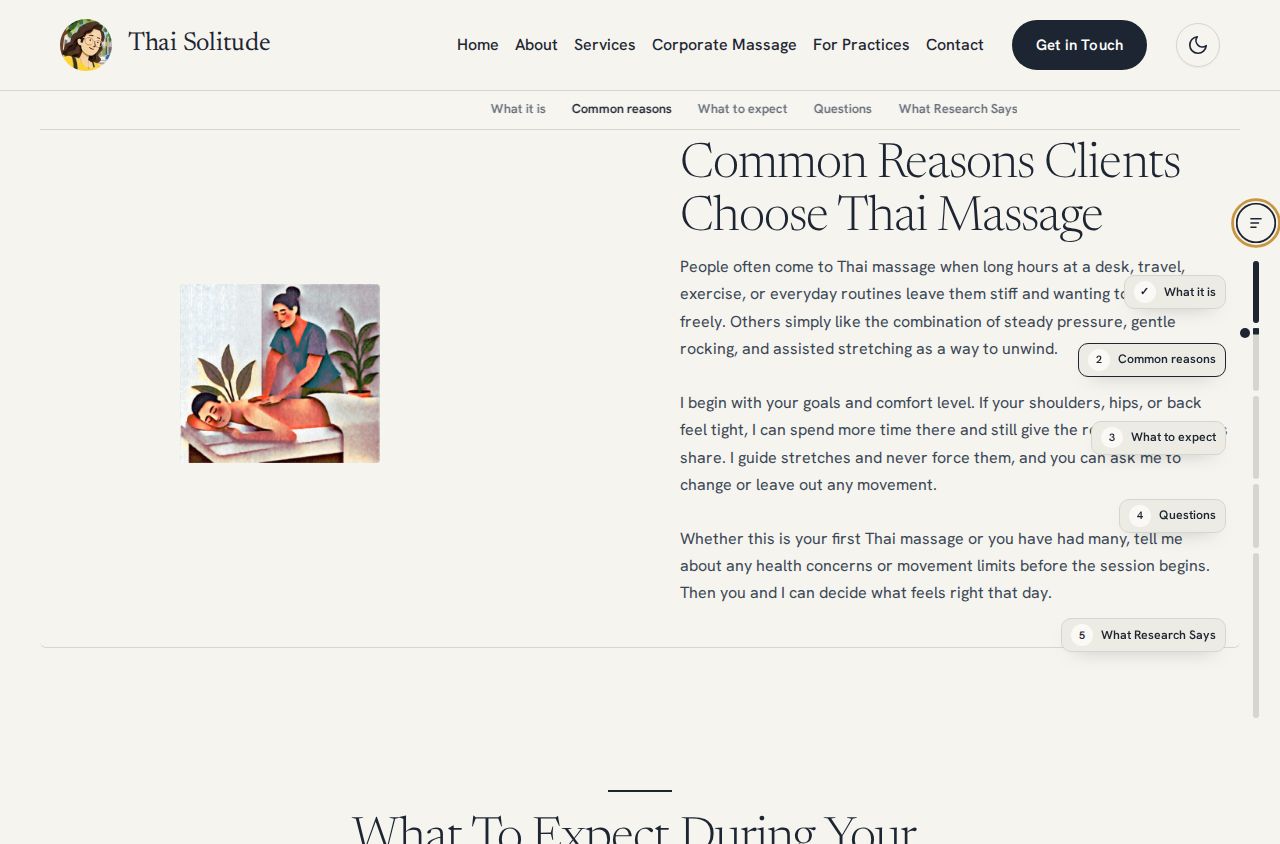 Thai Solitude
Home About Services Corporate Massage For Practices Contact Get in Touch
What it is Common reasons What to expect Questions What Research Says
Common Reasons Clients
Choose Thai Massage
People often come to Thai massage when long hours at a desk, travel,
exercise, or everyday routines leave them stiff and wanting
freely. Others simply like the combination of steady pressure, gentle
rocking, and assisted stretching as a way to unwind.
I begin with your goals and comfort level. If your shoulders, hips, or back
feel tight, I can spend more time there and still give the
share. I guide stretches and never force them, and you can ask me to
change or leave out any movement.
Whether this is your first Thai massage or you have had many, tell me
about any health concerns or movement limits before the session begins.
Then you and I can decide what feels right that day.
✓ What it is
2 Common reasons
3 What to expect
4 Questions
5 What Research Says
What To Expect During Your